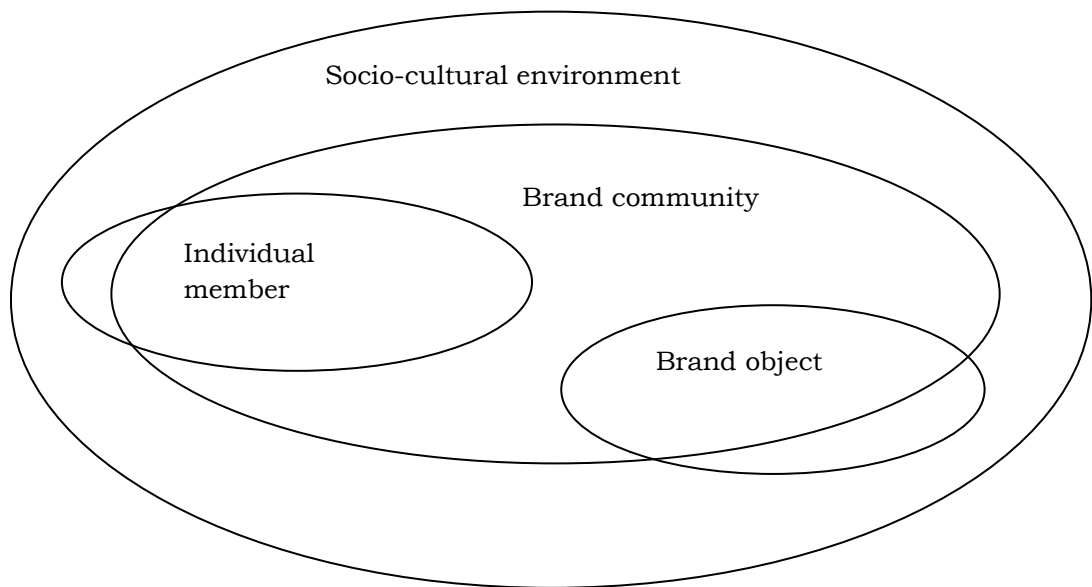 Socio-cultural environment
Brand community
Individual
member
Brand object